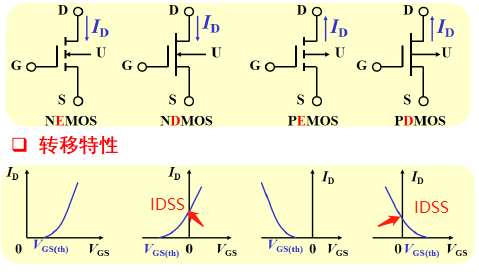 D I_D D I_D D I_D D I_D
G U G U G U G U
S S S S
NEMOS NDMOS PEMOS PDMOS
❑ 转移特性
I_D I_D I_D I_D
IDSS IDSS
0 V_GS(th) V_GS V_GS(th) 0 V_GS V_GS(th) 0 V_GS 0 V_GS(th) V_GS